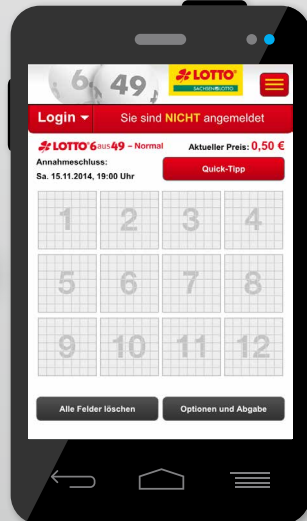 6 49
LOTTO
SACHSENLOTTO
Login Sie sind NICHT angemeldet
LOTTO 6aus49 – Normal Aktueller Preis: 0,50 €
Annahmeschluss:
Sa. 15.11.2014, 19:00 Uhr
Quick-Tipp
1 2 3 4
5 6 7 8
9 10 11 12
Alle Felder löschen Optionen und Abgabe